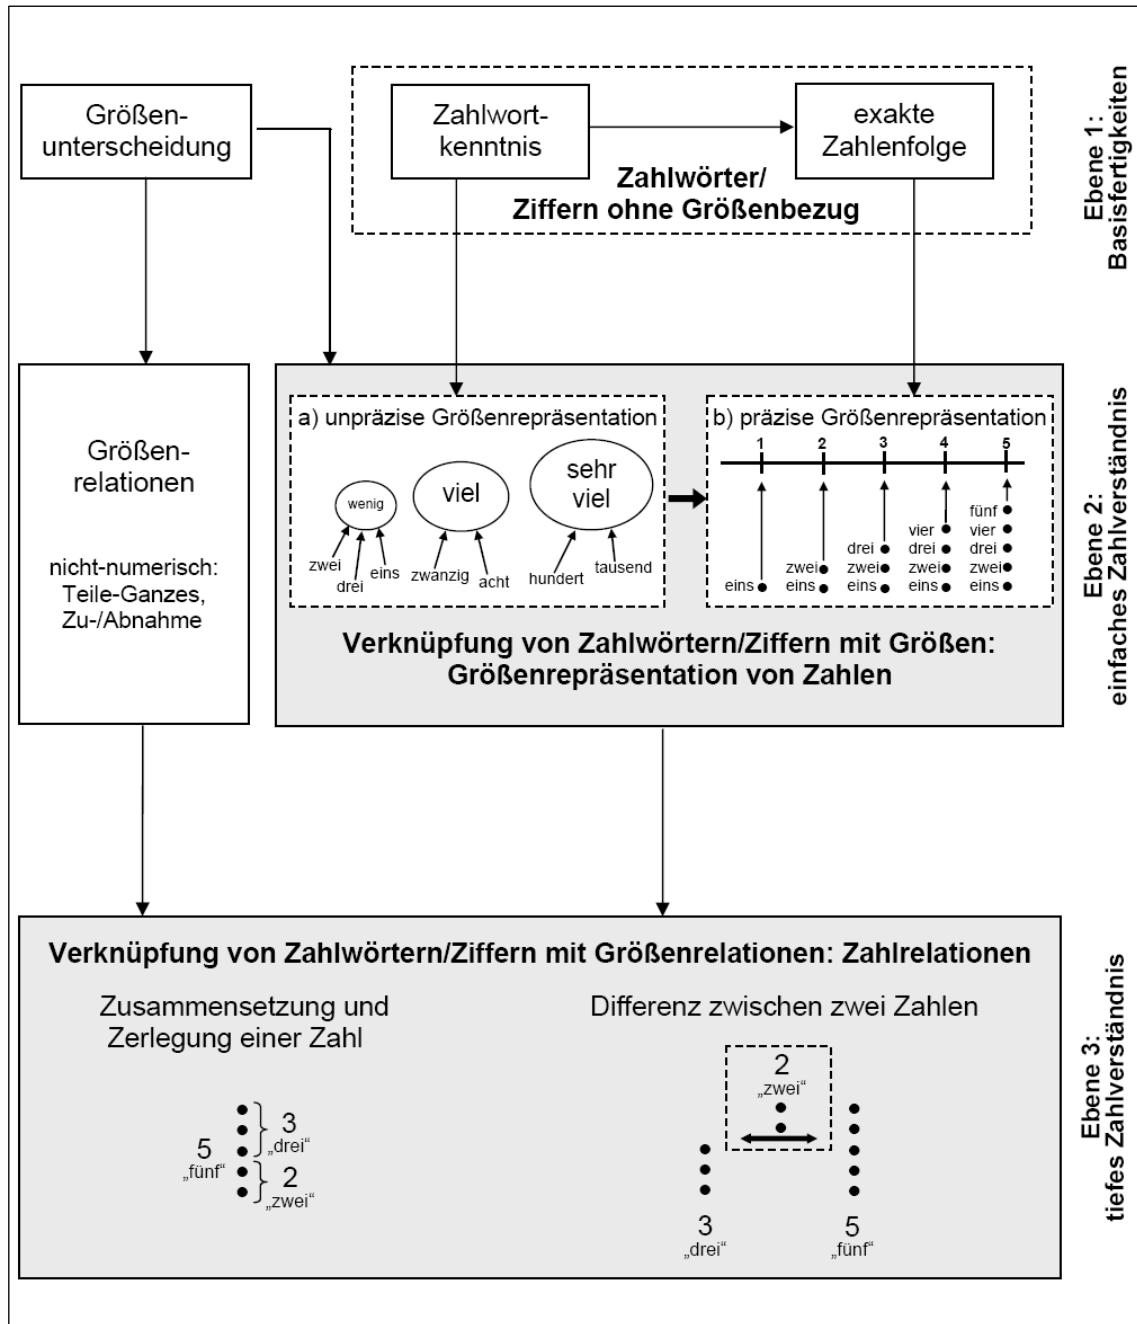 Größen-
unterscheidung
Zahlwort-
kenntnis
exakte
Zahlenfolge
Zahlwörter/
Ziffern ohne Größenbezug
Ebene 1:
Basisfertigkeiten
Größen-
relationen
nicht-numerisch:
Teile-Ganzes,
Zu-/Abnahme
a) unpräzise Größenrepräsentation
wenig
viel
sehr
viel
zwei
drei
eins
zwanzig
acht
hundert
tausend
b) präzise Größenrepräsentation
1 2 3 4 5
fünf
vier vier
drei drei drei
zwei zwei zwei zwei
eins eins eins eins eins
Verknüpfung von Zahlwörtern/Ziffern mit Größen:
Größenrepräsentation von Zahlen
Ebene 2:
einfaches Zahlverständnis
Verknüpfung von Zahlwörtern/Ziffern mit Größenrelationen: Zahlrelationen
Zusammensetzung und
Zerlegung einer Zahl
5
„fünf“
3
„drei“
2
„zwei“
Differenz zwischen zwei Zahlen
2
„zwei“
3
„drei“
5
„fünf“
Ebene 3:
tiefes Zahlverständnis